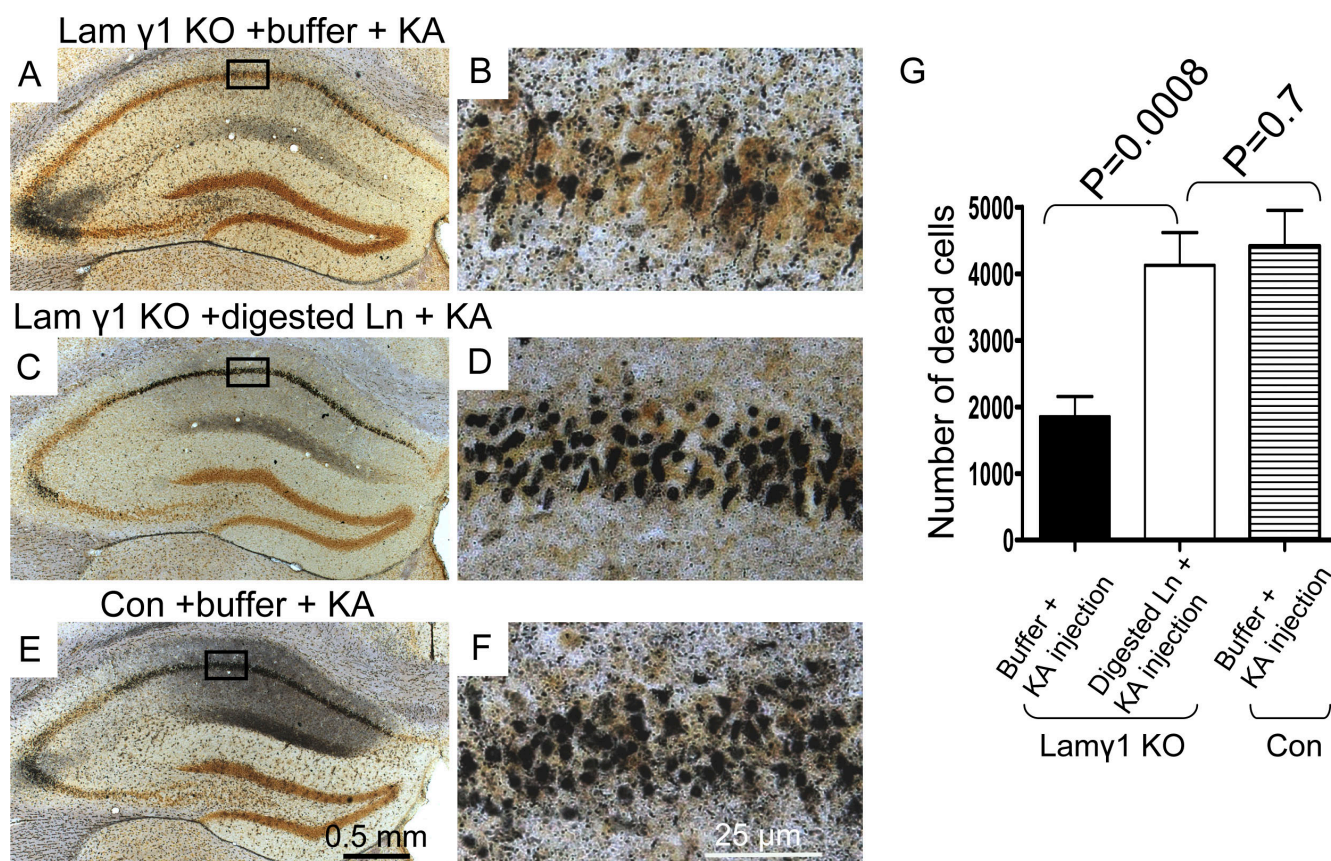 Lam γ1 KO +buffer + KA
A
B
Lam γ1 KO +digested Ln + KA
C
D
Con +buffer + KA
E
0.5 mm
F
25 µm
G
P=0.0008
P=0.7
Number of dead cells
5000
4000
3000
2000
1000
0
Buffer +
KA injection
Digested Ln +
KA injection
Buffer +
KA injection
Lamγ1 KO
Con